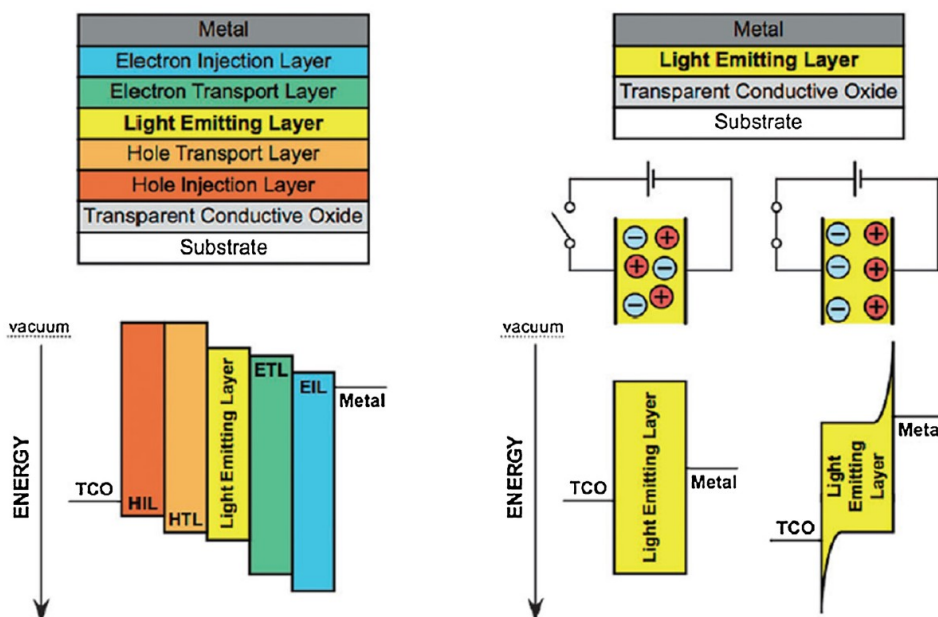 Metal
Electron Injection Layer
Electron Transport Layer
Light Emitting Layer
Hole Transport Layer
Hole Injection Layer
Transparent Conductive Oxide
Substrate
vacuum
ENERGY
TCO
HIL
HTL
Light Emitting Layer
ETL
EIL
Metal
Metal
Light Emitting Layer
Transparent Conductive Oxide
Substrate
− +
+ −
− +
− +
− +
− +
vacuum
ENERGY
TCO
Light Emitting Layer
Metal
TCO
Light
Emitting
Layer
Metal